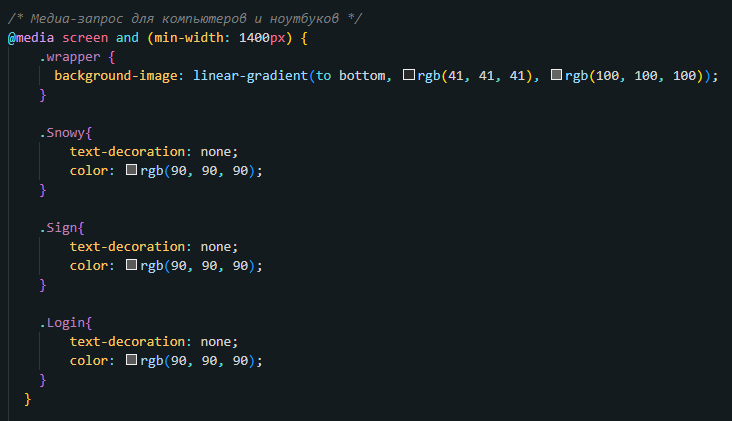 /* Медиа-запрос для компьютеров и ноутбуков */
@media screen and (min-width: 1400px) {
.wrapper {
background-image: linear-gradient(to bottom, rgb(41, 41, 41), rgb(100, 100, 100));
}
.Snowy{
text-decoration: none;
color: rgb(90, 90, 90);
}
.Sign{
text-decoration: none;
color: rgb(90, 90, 90);
}
.Login{
text-decoration: none;
color: rgb(90, 90, 90);
}
}